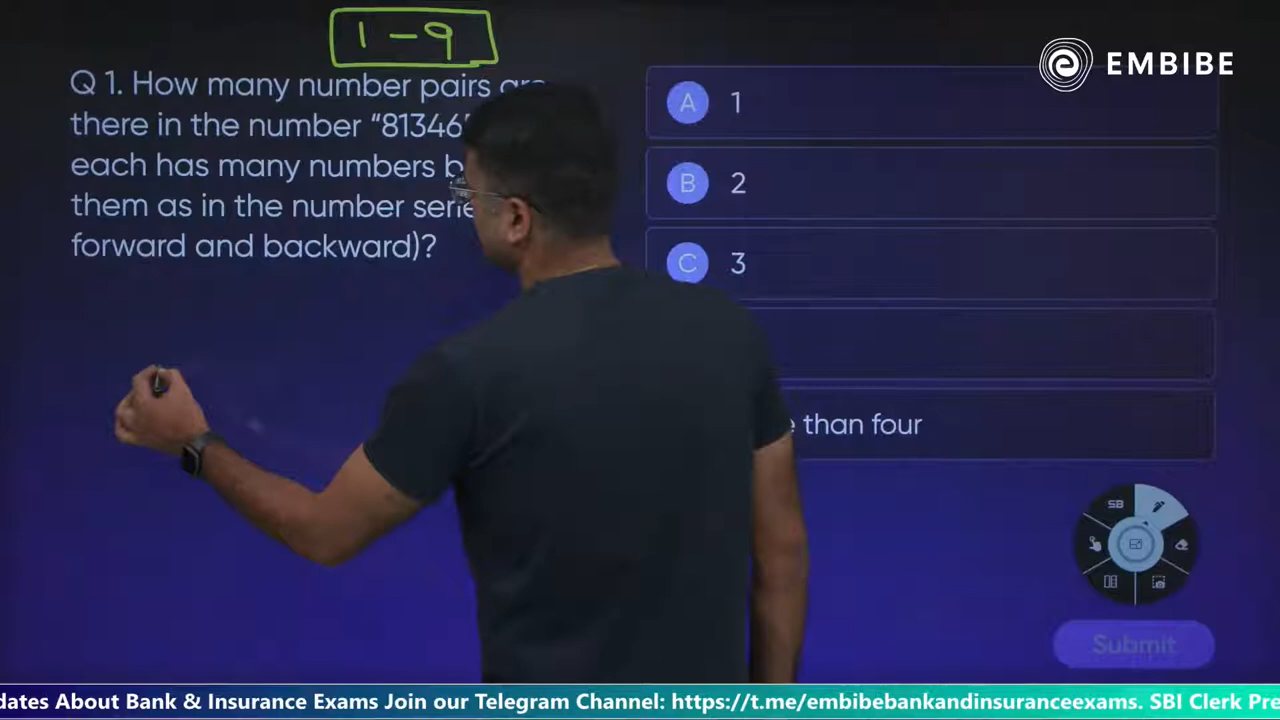 1-9
EMBIBE
Q 1. How many number pairs are
there in the number “81346
each has many numbers
them as in the number
forward and backward)?
A 1
B 2
C 3
than four
SB
Submit
dates About Bank & Insurance Exams Join our Telegram Channel: https://t.me/embibebankandinsuranceexams. SBI Clerk Pre